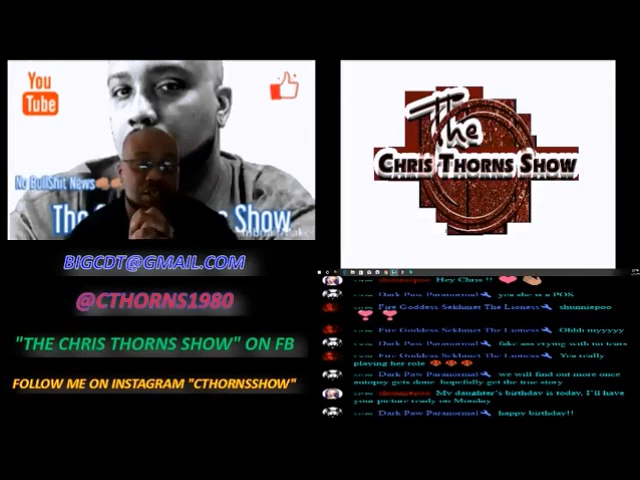 You
Tube
No BullShit News
The
Show
The
CHRIS THORNS SHOW
BIGCDT@GMAIL.COM
@CTHORNS1980
"THE CHRIS THORNS SHOW" ON FB
FOLLOW ME ON INSTAGRAM "CTHORNSSHOW"
shunniepoo Hey Chris !!
Dark Paw Paranormal you she is a POS
Fire Goddess Sekhmet The Lioness shunniepoo
Fire Goddess Sekhmet The Lioness Ohhh myyyyy
Dark Paw Paranormal fake ass crying with no tears
Fire Goddess Sekhmet The Lioness Yea really
playing her role
Dark Paw Paranormal we will find out more once
autopsy gets done hopefully get the true story
shunniepoo My daughter's birthday is today, I'll have
your picture ready on Monday
Dark Paw Paranormal happy birthday!!